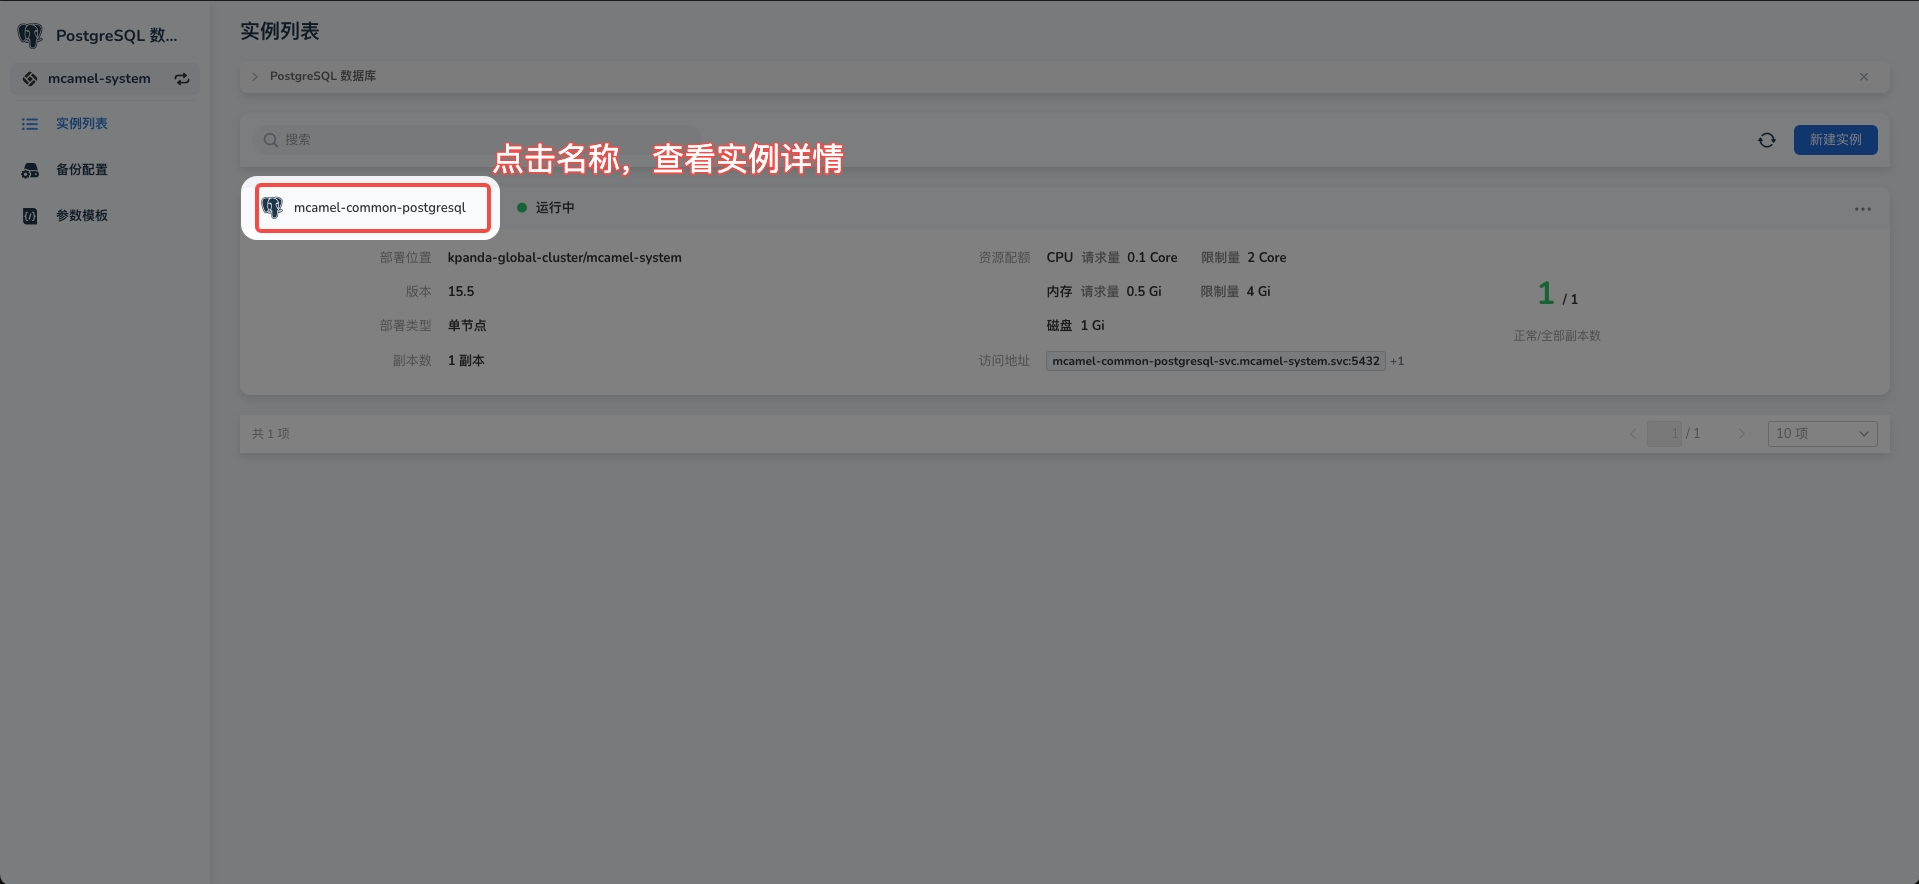 PostgreSQL 数...
mcamel-system
实例列表
备份配置
参数模板
实例列表
PostgreSQL 数据库
搜索
新建实例
点击名称，查看实例详情
mcamel-common-postgresql
运行中
部署位置 kpanda-global-cluster/mcamel-system
版本 15.5
部署类型 单节点
副本数 1 副本
资源配额 CPU 请求量 0.1 Core 限制量 2 Core
内存 请求量 0.5 Gi 限制量 4 Gi
磁盘 1 Gi
访问地址 mcamel-common-postgresql-svc.mcamel-system.svc:5432 +1
1 / 1
正常/全部副本数
共 1 项
1 / 1
10 项